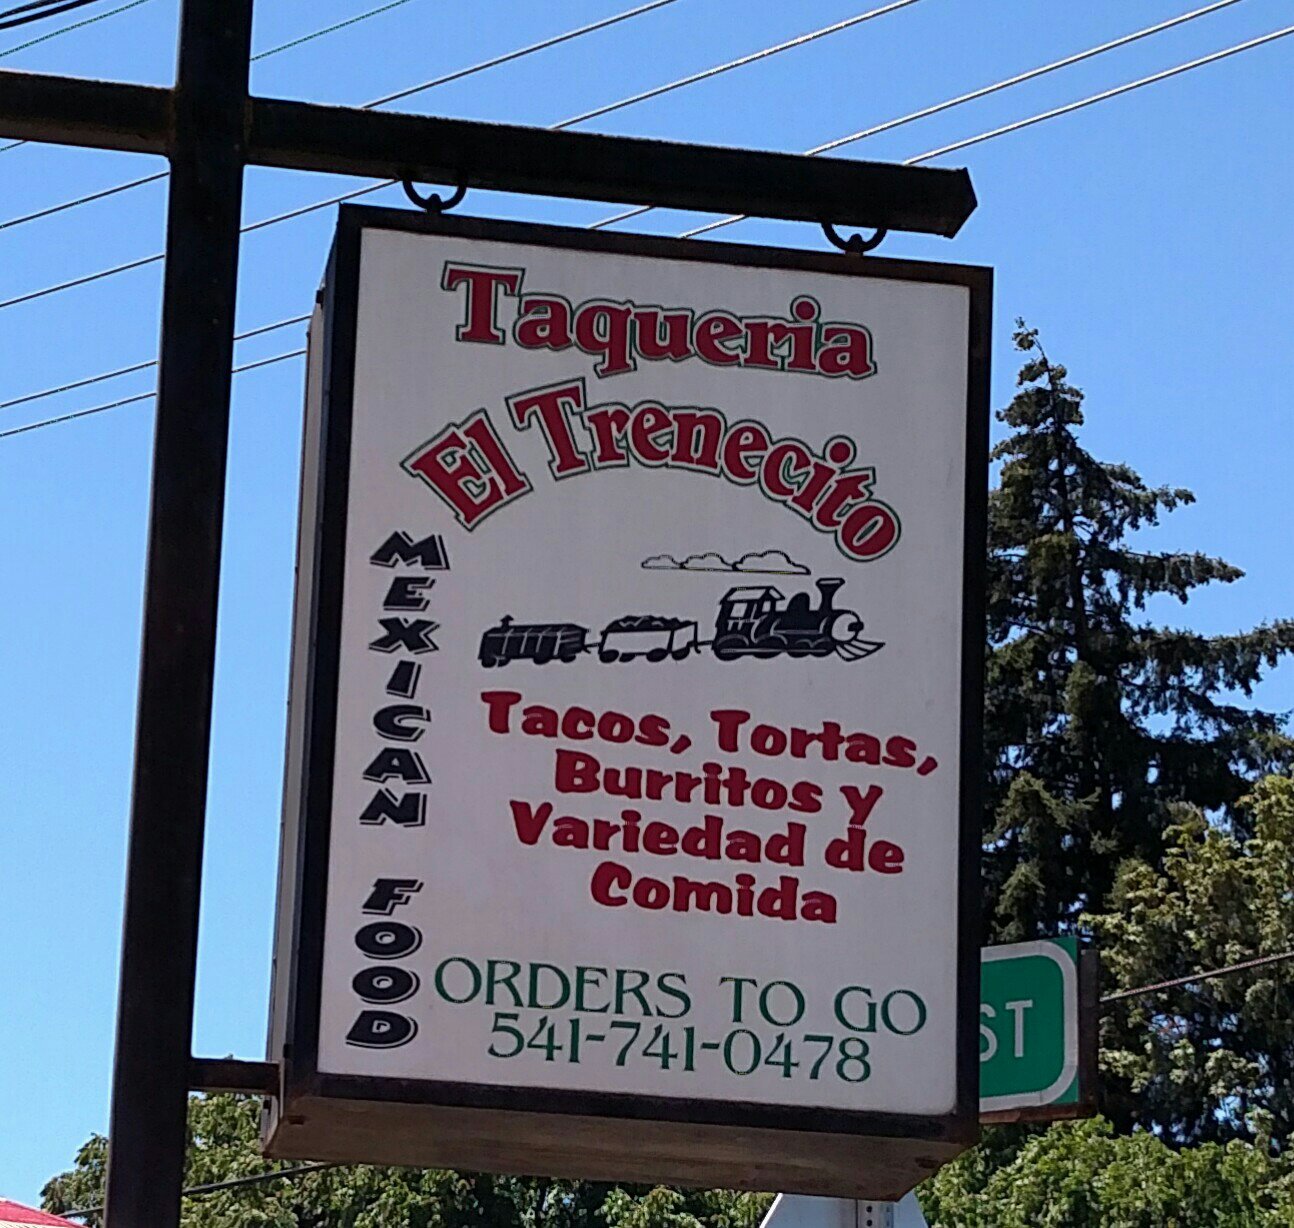 Taqueria
El Trenecito
MEXICAN FOOD
Tacos, Tortas,
Burritos y
Variedad de
Comida
ORDERS TO GO
541-741-0478
ST